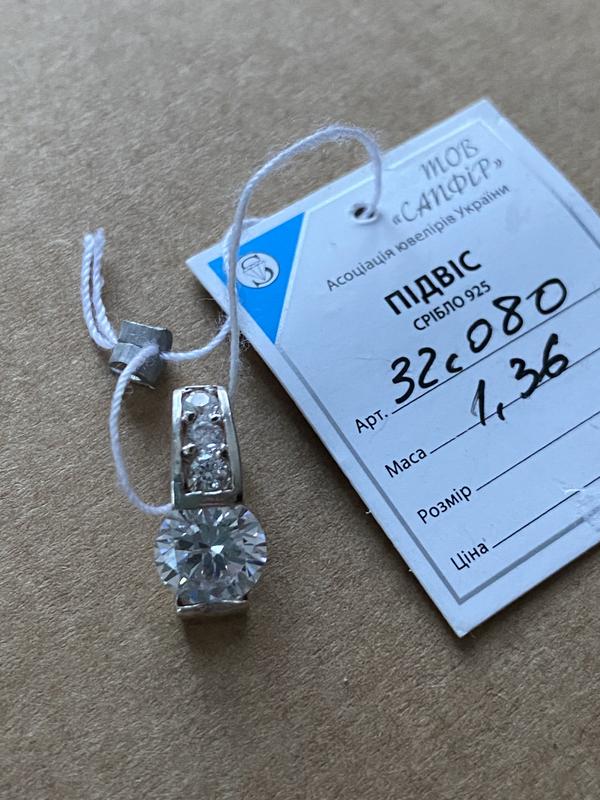 ТОВ
«САПФІР»
Асоціація ювелірів України
ПІДВІС
СРІБЛО 925
Арт. 32с080
Маса 1,36
Розмір
Ціна